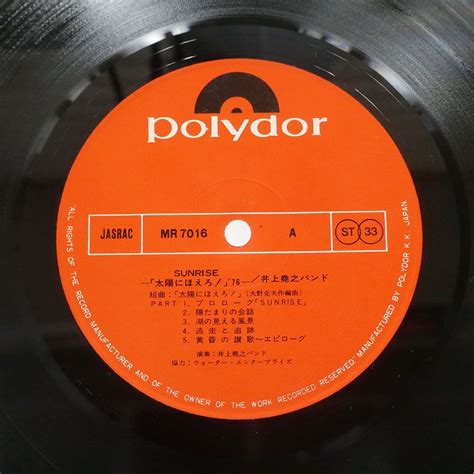 polydor
JASRAC MR 7016 A ST 33
SUNRISE
—「太陽にほえろ!」'76—/井上堯之バンド
組曲:「太陽にほえろ!」(大野克夫作編曲)
PART 1. プロローグ「SUNRISE」
2. 陽だまりの会話
3. 湖の見える風景
4. 逃走と追跡
5. 黄昏の讃歌〜エピローグ
演奏:井上堯之バンド
協力:ウォーター・エンタープライズ
ALL RIGHTS OF THE RECORD MANUFACTURER AND OF THE OWNER OF THE WORK RECORDED RESERVED. MANUFACTURED BY POLYDOR K.K. JAPAN.